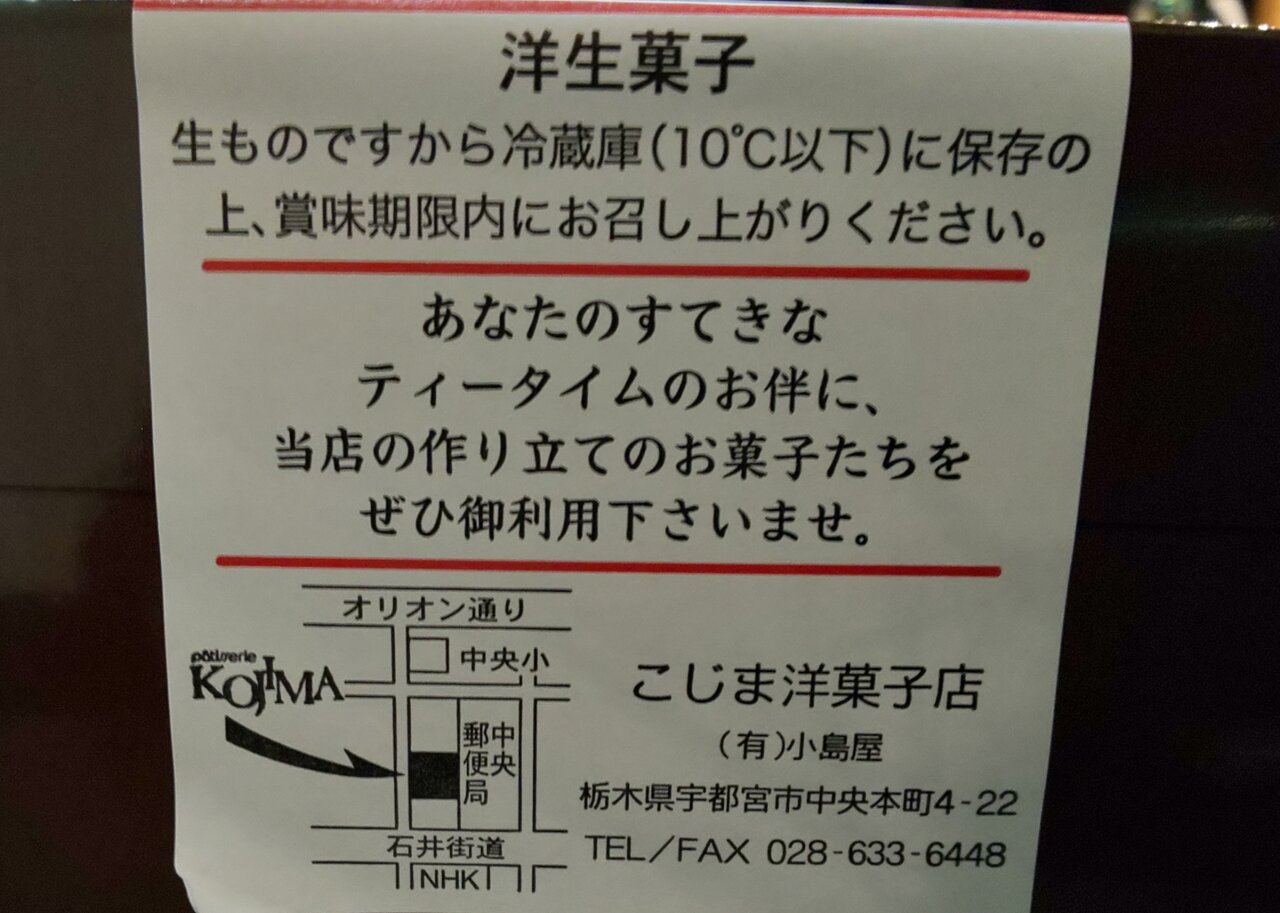 洋生菓子
生ものですから冷蔵庫(10℃以下)に保存の
上、賞味期限内にお召し上がりください。
あなたのすてきな
ティータイムのお伴に、
当店の作り立てのお菓子たちを
ぜひ御利用下さいませ。
オリオン通り
中央小
pâtisserie
KOJIMA
中央
郵便局
石井街道
NHK
こじま洋菓子店
(有)小島屋
栃木県宇都宮市中央本町4-22
TEL/FAX 028-633-6448